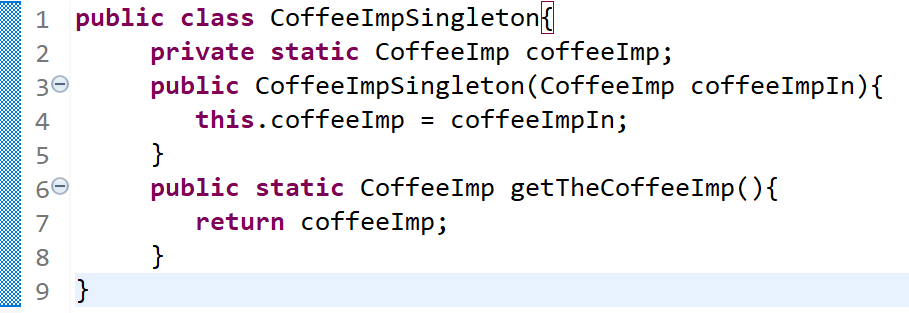 1 public class CoffeeImpSingleton{
2 private static CoffeeImp coffeeImp;
3 public CoffeeImpSingleton(CoffeeImp coffeeImpIn){
4 this.coffeeImp = coffeeImpIn;
5 }
6 public static CoffeeImp getTheCoffeeImp(){
7 return coffeeImp;
8 }
9 }